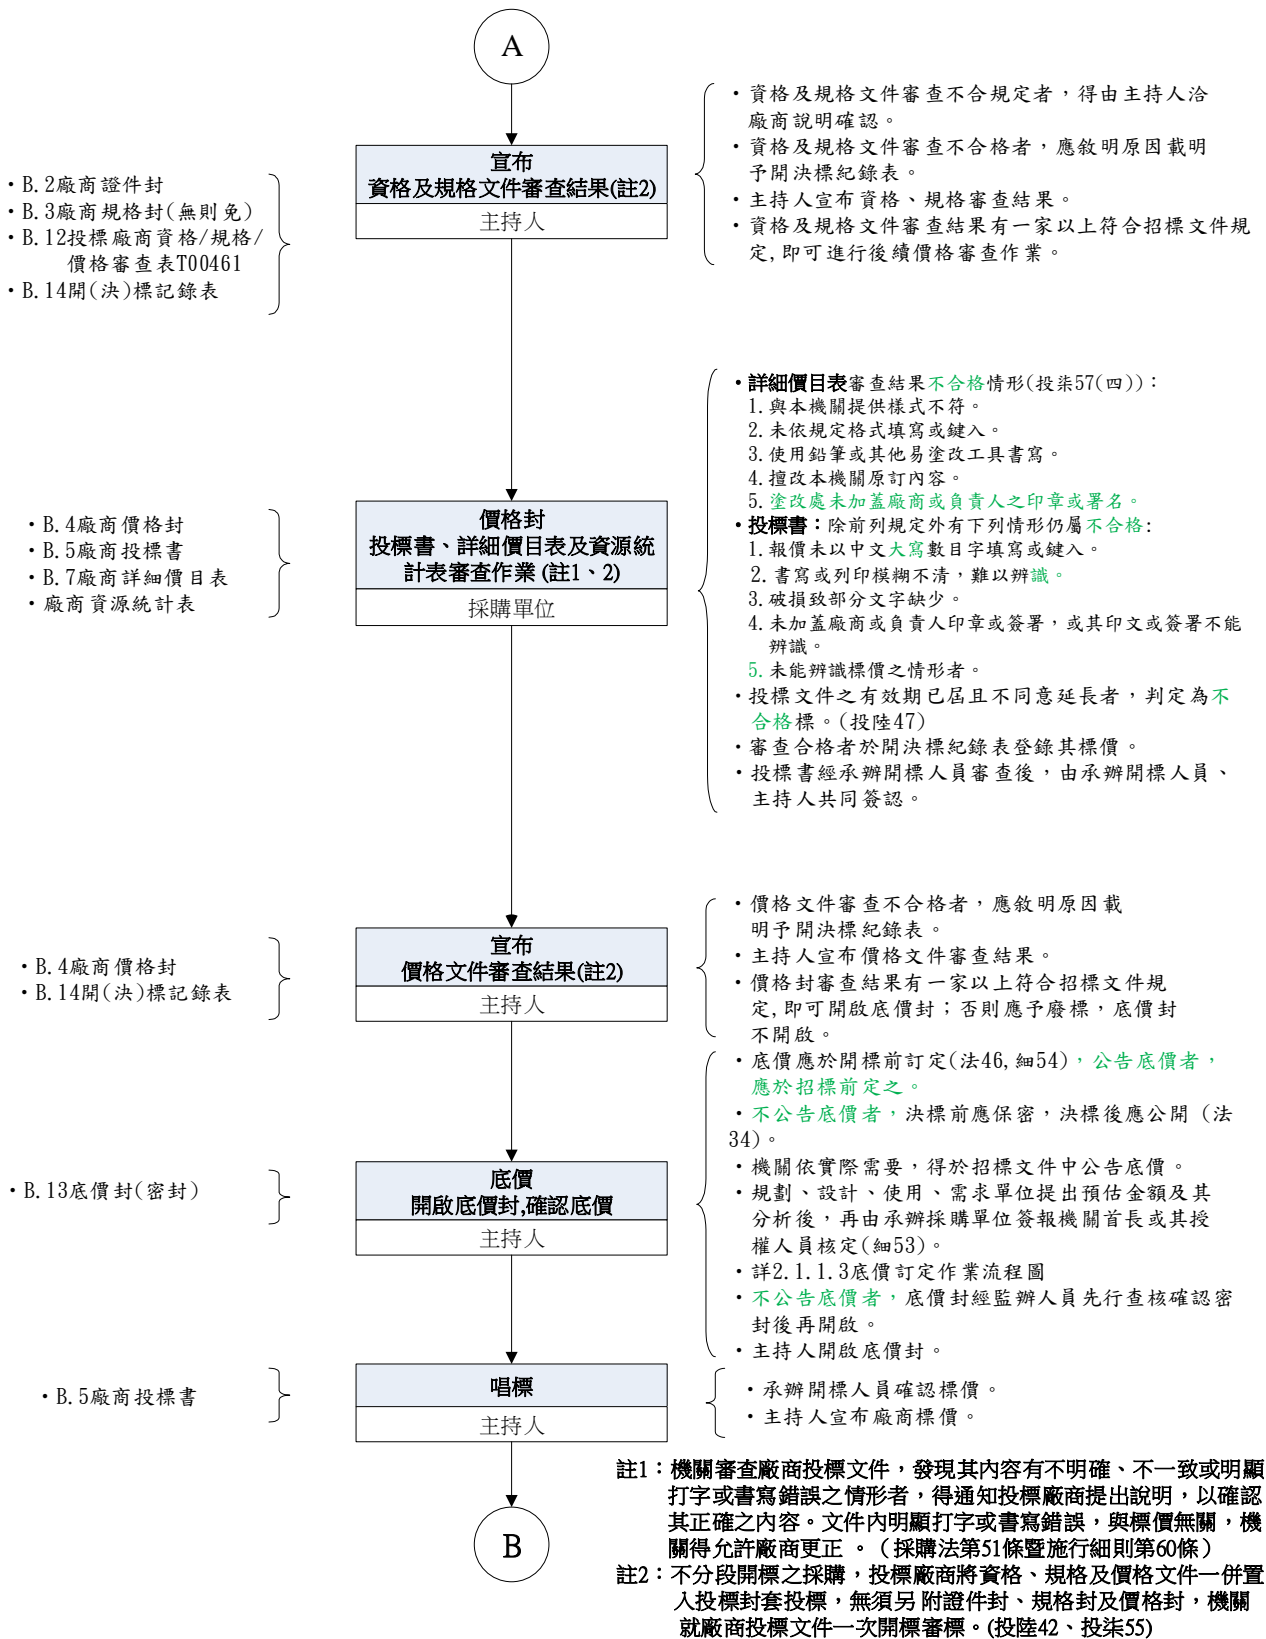 A
宣布
資格及規格文件審查結果(註2)
主持人
・B.2廠商證件封
・B.3廠商規格封(無則免)
・B.12投標廠商資格/規格/
價格審查表T00461
・B.14開(決)標記錄表
・資格及規格文件審查不合規定者，得由主持人洽
廠商說明確認。
・資格及規格文件審查不合格者，應敘明原因載明
予開決標紀錄表。
・主持人宣布資格、規格審查結果。
・資格及規格文件審查結果有一家以上符合招標文件規
定,即可進行後續價格審查作業。
價格封
投標書、詳細價目表及資源統
計表審查作業 (註1、2)
採購單位
・B.4廠商價格封
・B.5廠商投標書
・B.7廠商詳細價目表
・廠商資源統計表
・詳細價目表審查結果不合格情形(投柒57(四))：
1.與本機關提供樣式不符。
2.未依規定格式填寫或鍵入。
3.使用鉛筆或其他易塗改工具書寫。
4.擅改本機關原訂內容。
5.塗改處未加蓋廠商或負責人之印章或署名。
・投標書：除前列規定外有下列情形仍屬不合格:
1.報價未以中文大寫數目字填寫或鍵入。
2.書寫或列印模糊不清，難以辨識。
3.破損致部分文字缺少。
4.未加蓋廠商或負責人印章或簽署，或其印文或簽署不能
辨識。
5.未能辨識標價之情形者。
・投標文件之有效期已屆且不同意延長者，判定為不
合格標。(投陸47)
・審查合格者於開決標紀錄表登錄其標價。
・投標書經承辦開標人員審查後，由承辦開標人員、
主持人共同簽認。
宣布
價格文件審查結果(註2)
主持人
・B.4廠商價格封
・B.14開(決)標記錄表
・價格文件審查不合格者，應敘明原因載
明予開決標紀錄表。
・主持人宣布價格文件審查結果。
・價格封審查結果有一家以上符合招標文件規
定,即可開啟底價封；否則應予廢標，底價封
不開啟。
底價
開啟底價封,確認底價
主持人
・B.13底價封(密封)
・底價應於開標前訂定(法46,細54)，公告底價者，
應於招標前定之。
・不公告底價者，決標前應保密，決標後應公開 (法
34)。
・機關依實際需要，得於招標文件中公告底價。
・規劃、設計、使用、需求單位提出預估金額及其
分析後，再由承辦採購單位簽報機關首長或其授
權人員核定(細53)。
・詳2.1.1.3底價訂定作業流程圖
・不公告底價者，底價封經監辦人員先行查核確認密
封後再開啟。
・主持人開啟底價封。
唱標
主持人
・B.5廠商投標書
・承辦開標人員確認標價。
・主持人宣布廠商標價。
B
註1：機關審查廠商投標文件，發現其內容有不明確、不一致或明顯
打字或書寫錯誤之情形者，得通知投標廠商提出說明，以確認
其正確之內容。文件內明顯打字或書寫錯誤，與標價無關，機
關得允許廠商更正 。（採購法第51條暨施行細則第60條）
註2：不分段開標之採購，投標廠商將資格、規格及價格文件一併置
入投標封套投標，無須另附證件封、規格封及價格封，機關
就廠商投標文件一次開標審標。(投陸42、投柒55)